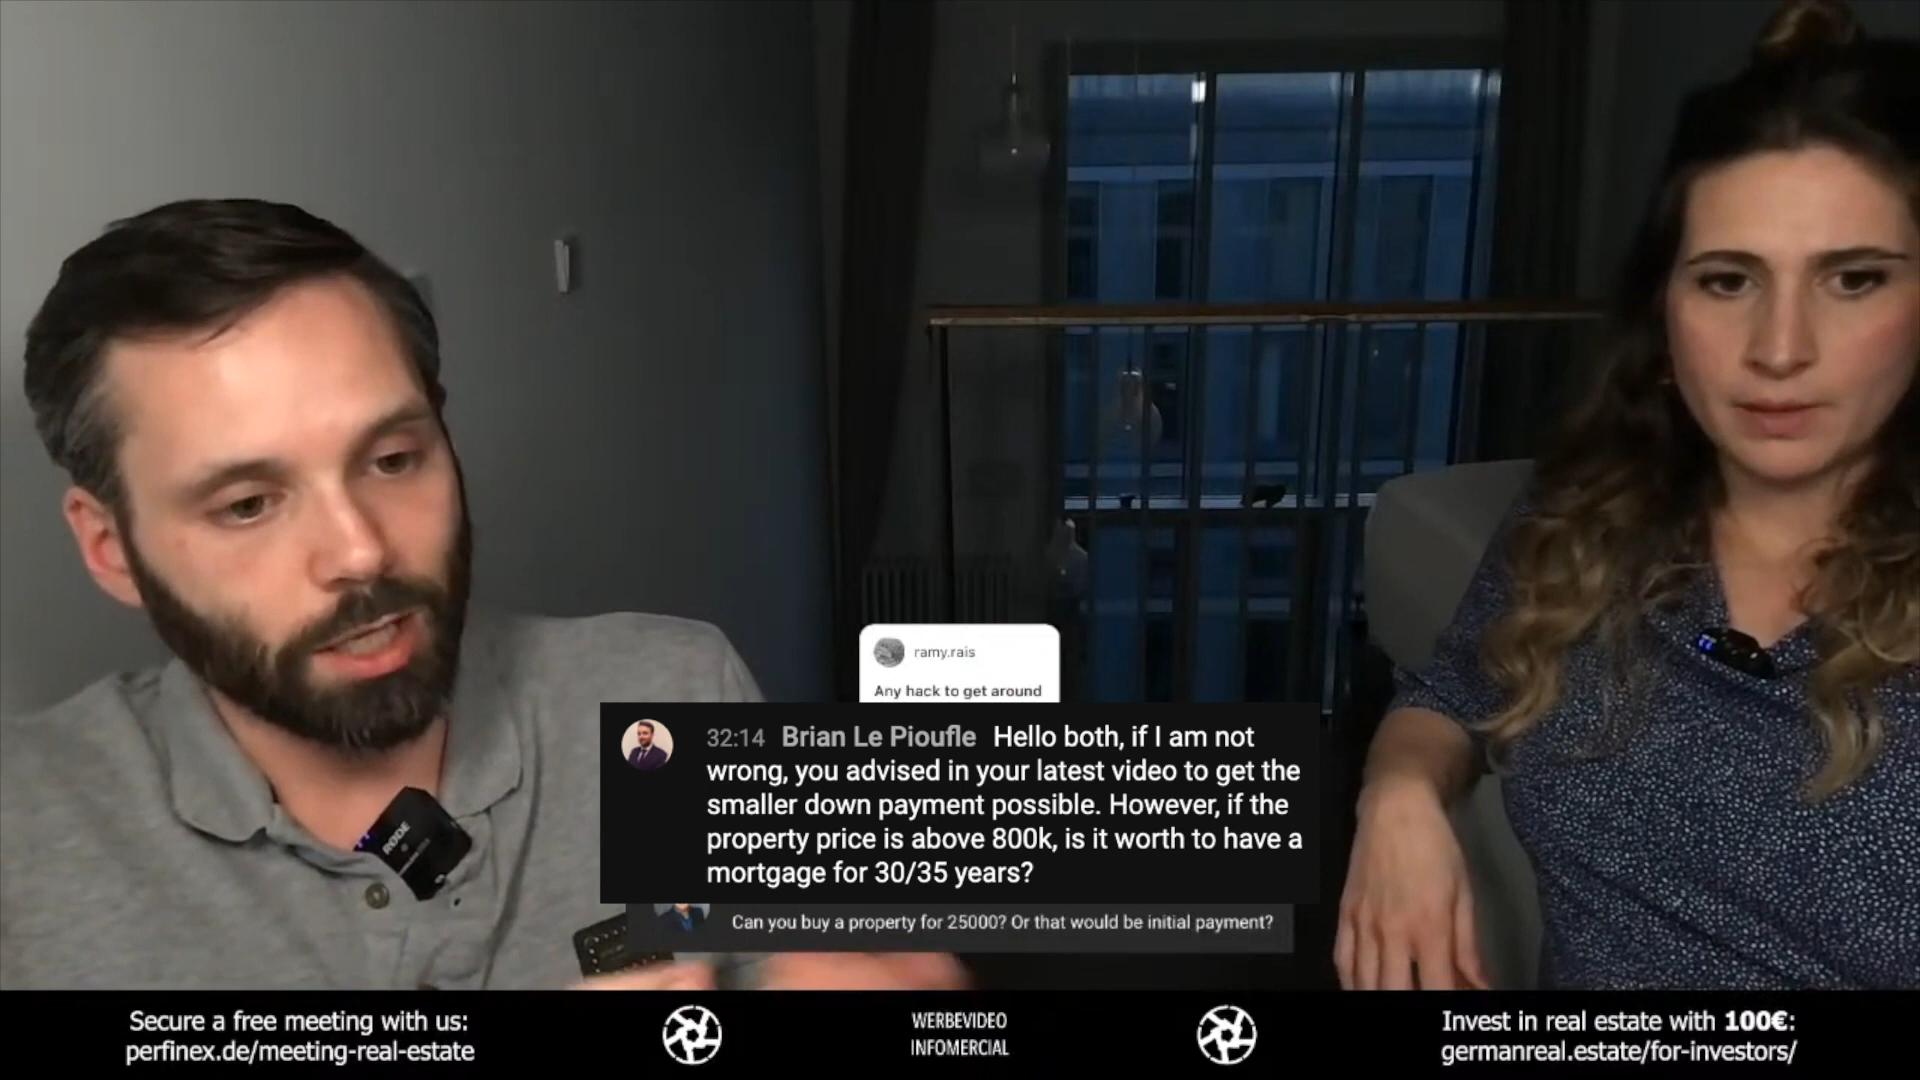 ramy.rais
Any hack to get around
32:14 Brian Le Pioufle Hello both, if I am not
wrong, you advised in your latest video to get the
smaller down payment possible. However, if the
property price is above 800k, is it worth to have a
mortgage for 30/35 years?
Can you buy a property for 25000? Or that would be initial payment?
RODE
Secure a free meeting with us:
perfinex.de/meeting-real-estate
WERBEVIDEO
INFOMERCIAL
Invest in real estate with 100€:
germanreal.estate/for-investors/